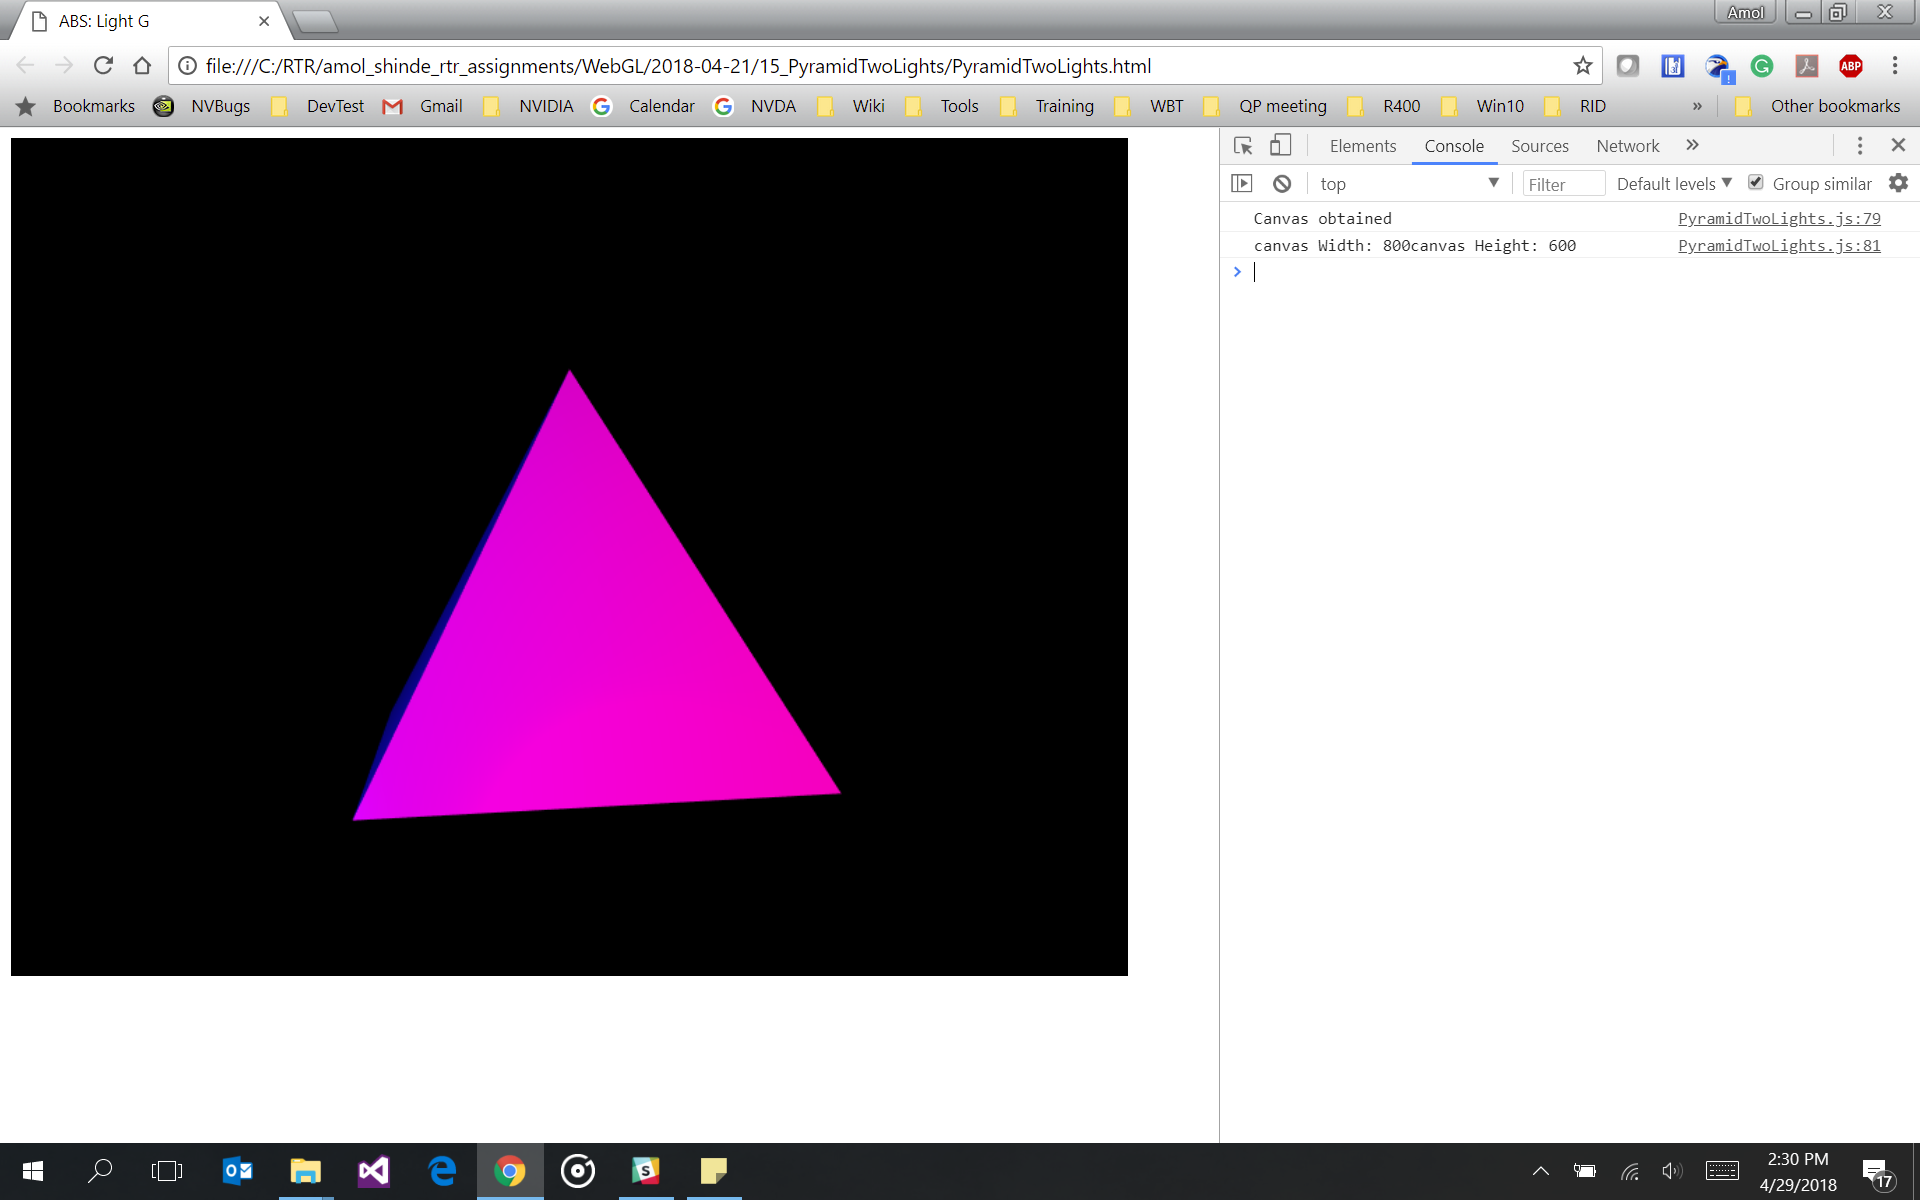 ABS: Light G
Amol
file:///C:/RTR/amol_shinde_rtr_assignments/WebGL/2018-04-21/15_PyramidTwoLights/PyramidTwoLights.html
ABP
Bookmarks NVBugs DevTest Gmail NVIDIA Calendar NVDA Wiki Tools Training WBT QP meeting R400 Win10 RID » Other bookmarks
Elements Console Sources Network »
top Filter Default levels Group similar
Canvas obtained PyramidTwoLights.js:79
canvas Width: 800canvas Height: 600 PyramidTwoLights.js:81
2:30 PM
4/29/2018
17